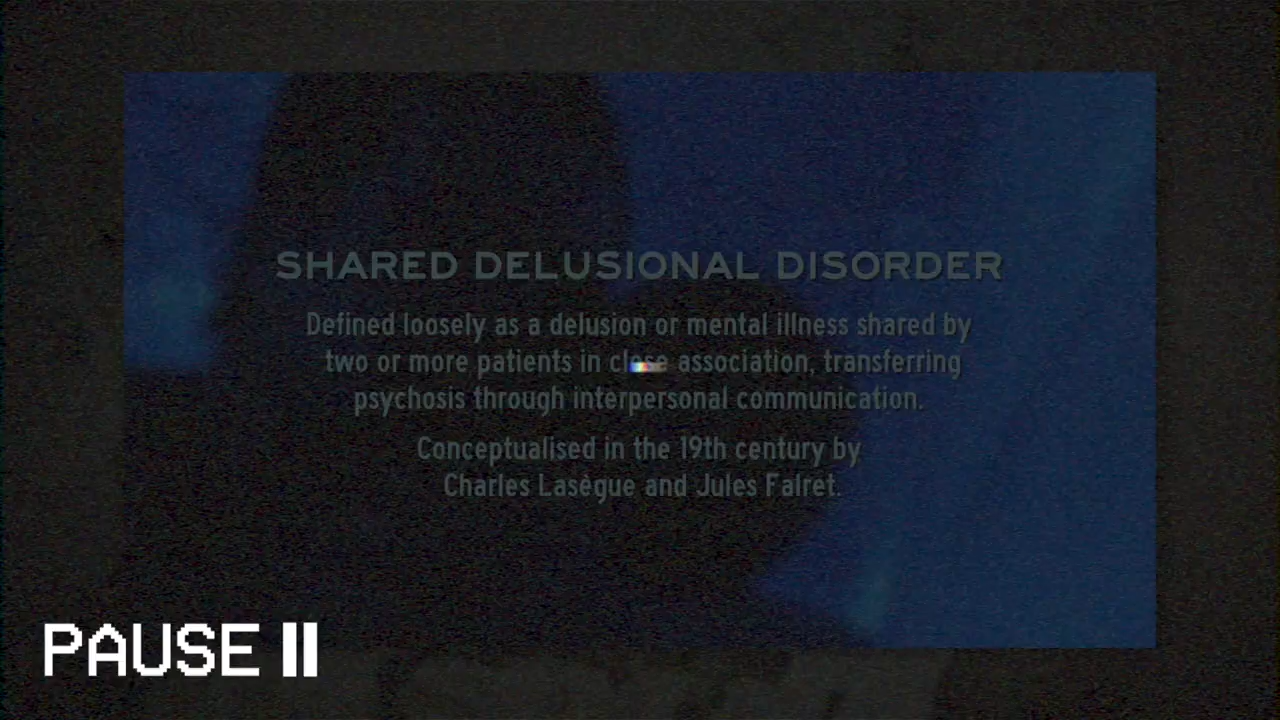 SHARED DELUSIONAL DISORDER
Defined loosely as a delusion or mental illness shared by
two or more patients in close association, transferring
psychosis through interpersonal communication.
Conceptualised in the 19th century by
Charles Lasègue and Jules Falret.
PAUSE